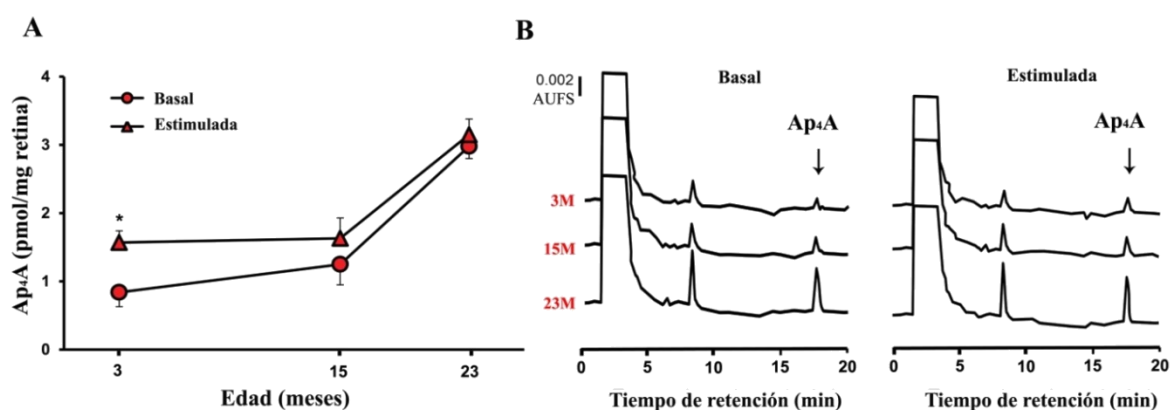 A
4
3
2
1
0
Ap₄A (pmol/mg retina)
Basal
Estimulada
*
3
15
23
Edad (meses)
B
0.002
AUFS
Basal
Ap₄A
3M
15M
23M
0 5 10 15 20
Tiempo de retención (min)
Estimulada
Ap₄A
0 5 10 15 20
Tiempo de retención (min)